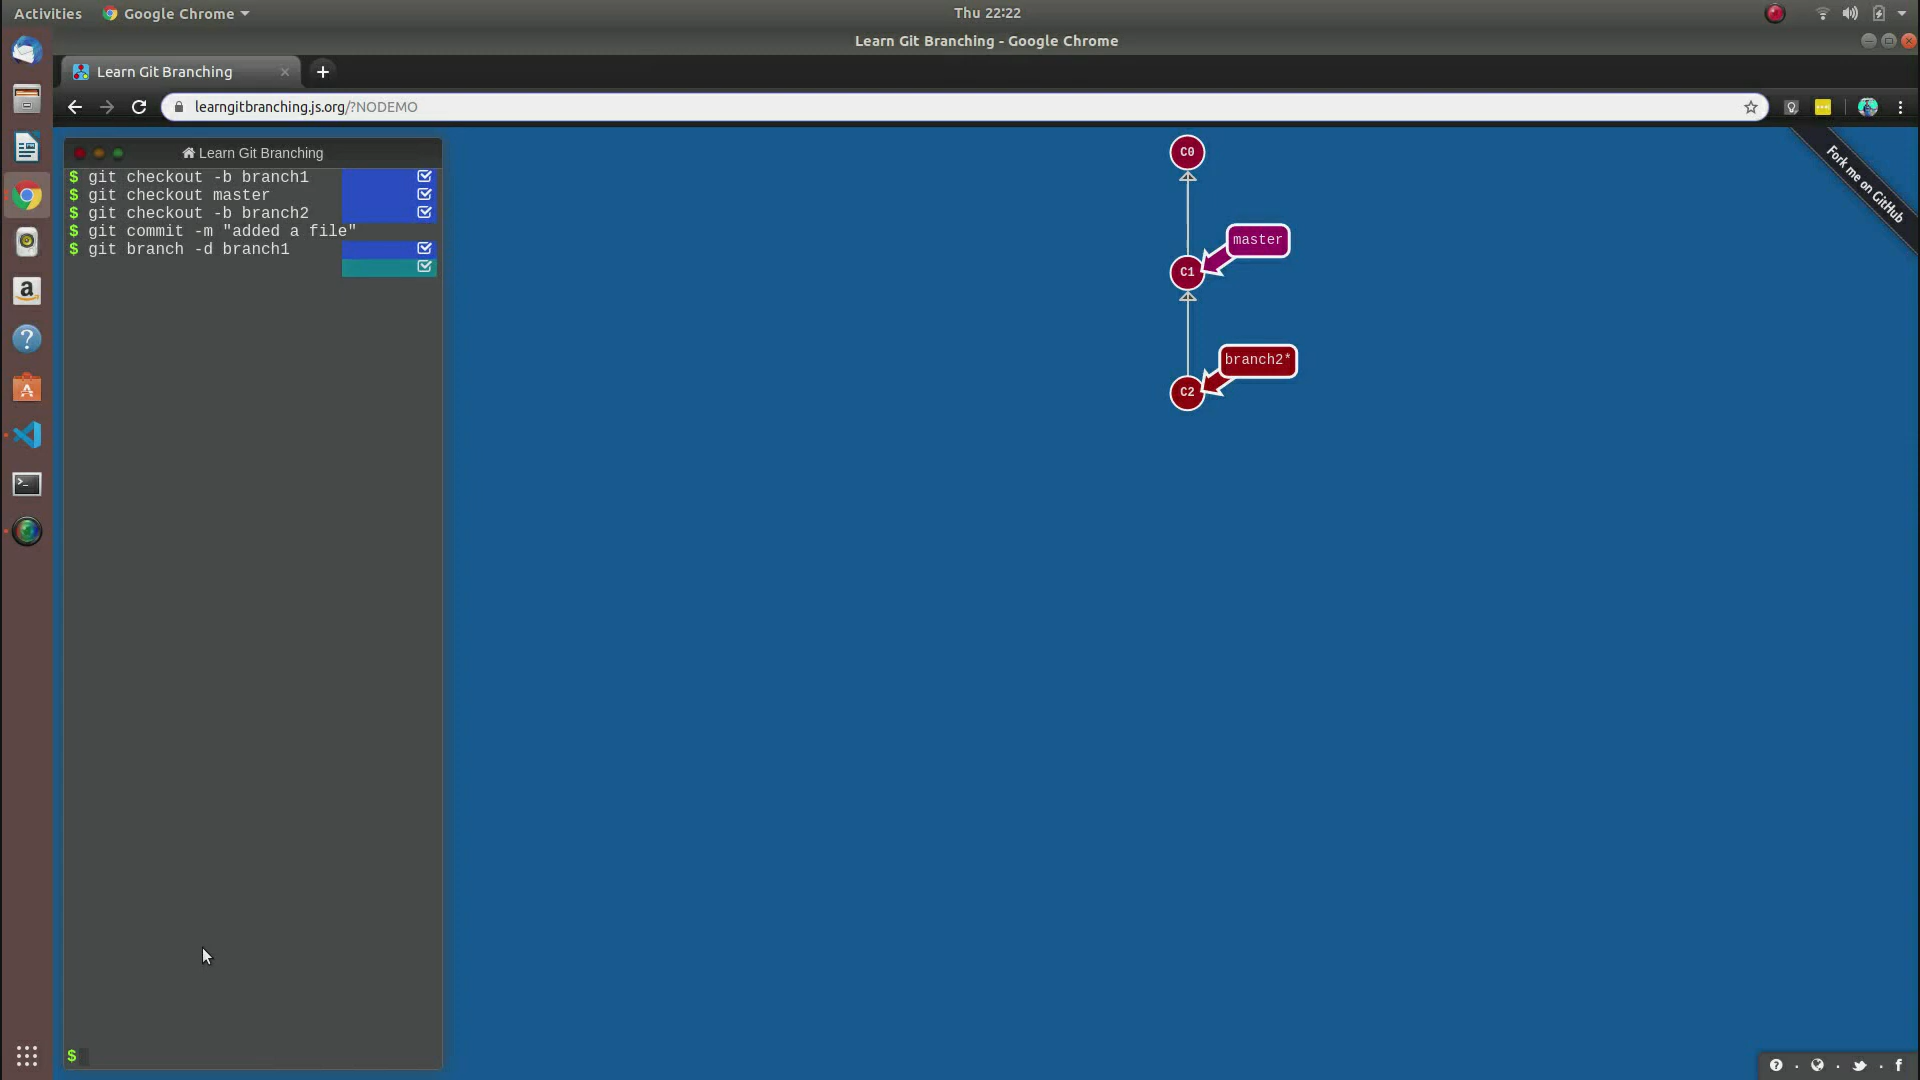 Activities
Google Chrome
Thu 22:22
Learn Git Branching - Google Chrome
Learn Git Branching
learngitbranching.js.org/?NODEMO
Learn Git Branching
$ git checkout -b branch1
$ git checkout master
$ git checkout -b branch2
$ git commit -m "added a file"
$ git branch -d branch1
$
C0
master
C1
branch2*
C2
Fork me on GitHub